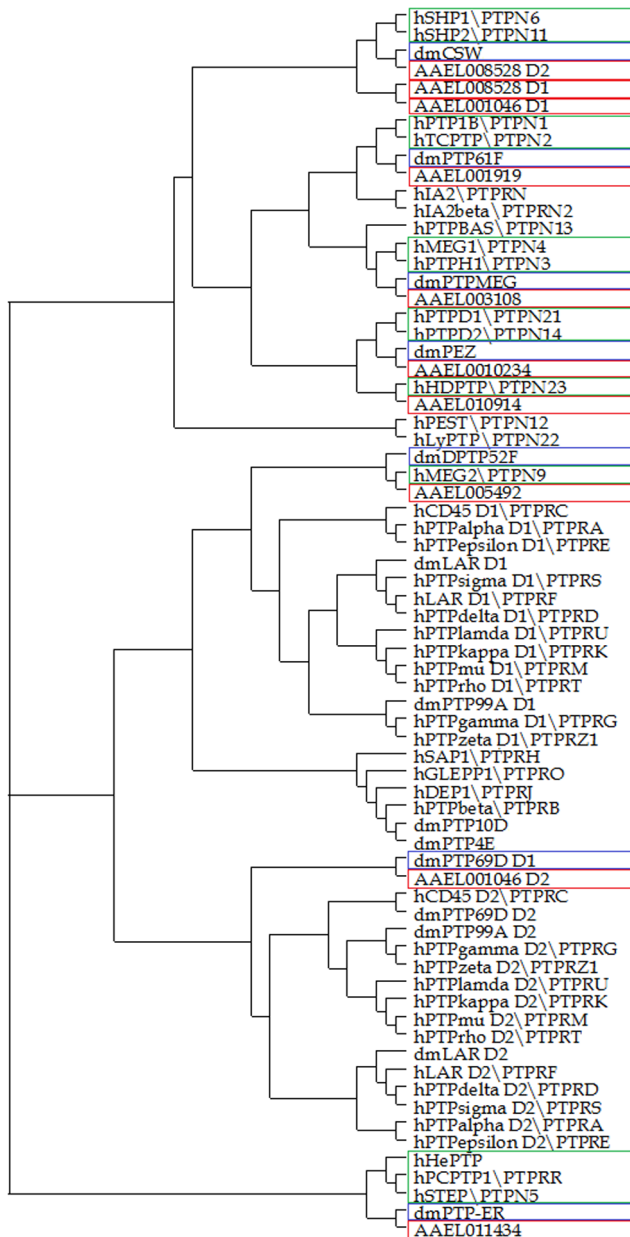 hSHP1\PTPN6
hSHP2\PTPN11
dmCSW
AAEL008528 D2
AAEL008528 D1
AAEL001046 D1
hPTP1B\PTPN1
hTCPTP\PTPN2
dmPTP61F
AAEL001919
hIA2\PTPRN
hIA2beta\PTPRN2
hPTPBAS\PTPN13
hMEG1\PTPN4
hPTPH1\PTPN3
dmPTPMEG
AAEL003108
hPTPD1\PTPN21
hPTPD2\PTPN14
dmPEZ
AAEL0010234
hHDPTP\PTPN23
AAEL010914
hPEST\PTPN12
hLyPTP\PTPN22
dmDPTP52F
hMEG2\PTPN9
AAEL005492
hCD45 D1\PTPRC
hPTPalpha D1\PTPRA
hPTPepsilon D1\PTPRE
dmLAR D1
hPTPsigma D1\PTPRS
hLAR D1\PTPRF
hPTPdelta D1\PTPRD
hPTPlamda D1\PTPRU
hPTPkappa D1\PTPRK
hPTPmu D1\PTPRM
hPTPrho D1\PTPRT
dmPTP99A D1
hPTPgamma D1\PTPRG
hPTPzeta D1\PTPRZ1
hSAP1\PTPRH
hGLEPP1\PTPRO
hDEP1\PTPRJ
hPTPbeta\PTPRB
dmPTP10D
dmPTP4E
dmPTP69D D1
AAEL001046 D2
hCD45 D2\PTPRC
dmPTP69D D2
dmPTP99A D2
hPTPgamma D2\PTPRG
hPTPzeta D2\PTPRZ1
hPTPlamda D2\PTPRU
hPTPkappa D2\PTPRK
hPTPmu D2\PTPRM
hPTPrho D2\PTPRT
dmLAR D2
hLAR D2\PTPRF
hPTPdelta D2\PTPRD
hPTPsigma D2\PTPRS
hPTPalpha D2\PTPRA
hPTPepsilon D2\PTPRE
hHePTP
hPCPTP1\PTPRR
hSTEP\PTPN5
dmPTP-ER
AAEL011434